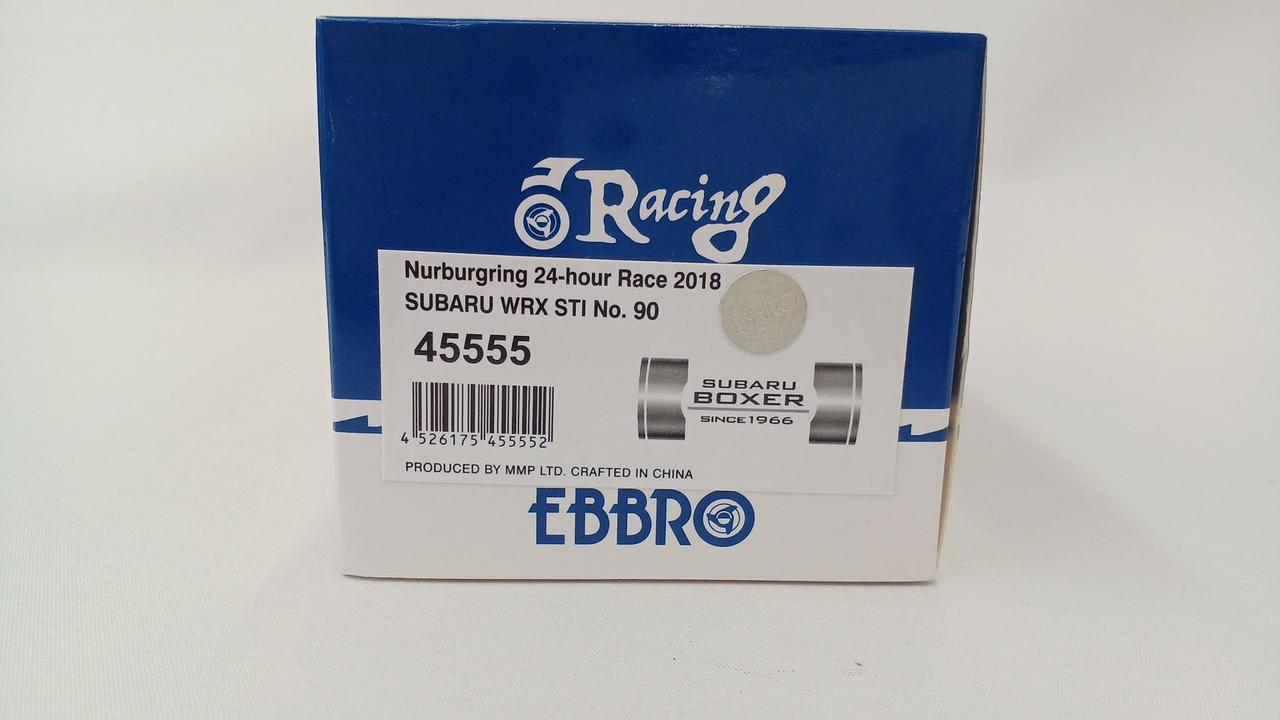 Racing
Nurburgring 24-hour Race 2018
SUBARU WRX STI No. 90
45555
EBBRO
SUBARU
BOXER
SINCE1966
4 526175 455552
PRODUCED BY MMP LTD. CRAFTED IN CHINA
EBBRO